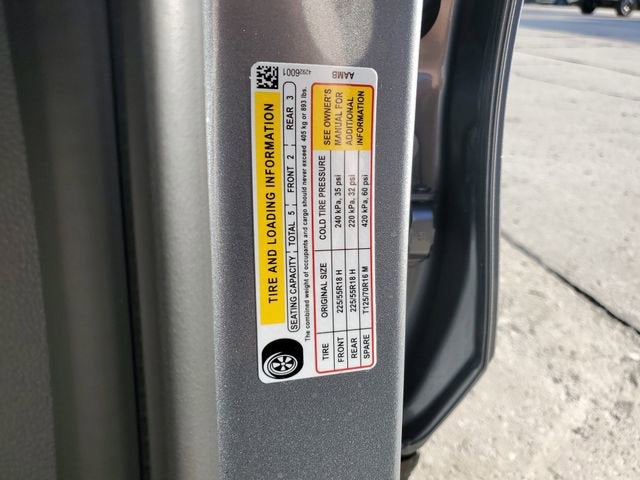 TIRE AND LOADING INFORMATION
SEATING CAPACITY TOTAL 5 FRONT 2 REAR 3
The combined weight of occupants and cargo should never exceed 405 kg or 893 lbs.
TIRE ORIGINAL SIZE COLD TIRE PRESSURE SEE OWNER'S
FRONT 225/55R18 H 240 kPa, 35 psi MANUAL FOR
REAR 225/55R18 H 220 kPa, 32 psi ADDITIONAL
SPARE T125/70R16 M 420 kPa, 60 psi INFORMATION
42926001
AAMB